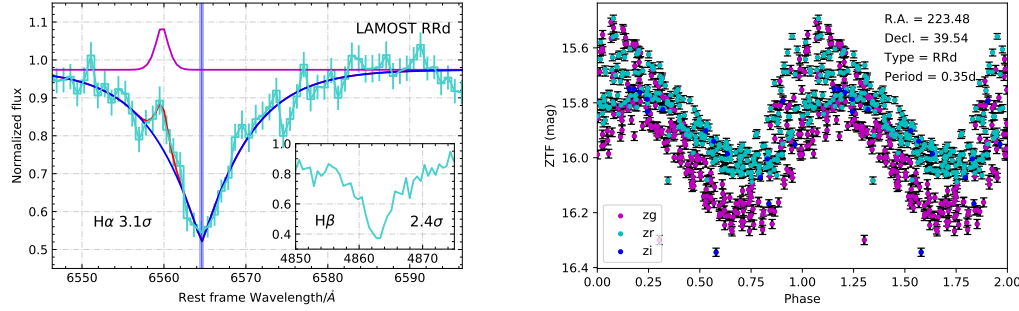 LAMOST RRd
Normalized flux
1.1
1.0
0.9
0.8
0.7
0.6
0.5
Hα 3.1σ
1.0
0.8
0.6
0.4
Hβ
2.4σ
4850
4860
4870
6550
6560
6570
6580
6590
Rest frame Wavelength/Å
R.A. = 223.48
Decl. = 39.54
Type = RRd
Period = 0.35d
ZTF (mag)
15.6
15.8
16.0
16.2
16.4
zg
zr
zi
0.00
0.25
0.50
0.75
1.00
1.25
1.50
1.75
2.00
Phase